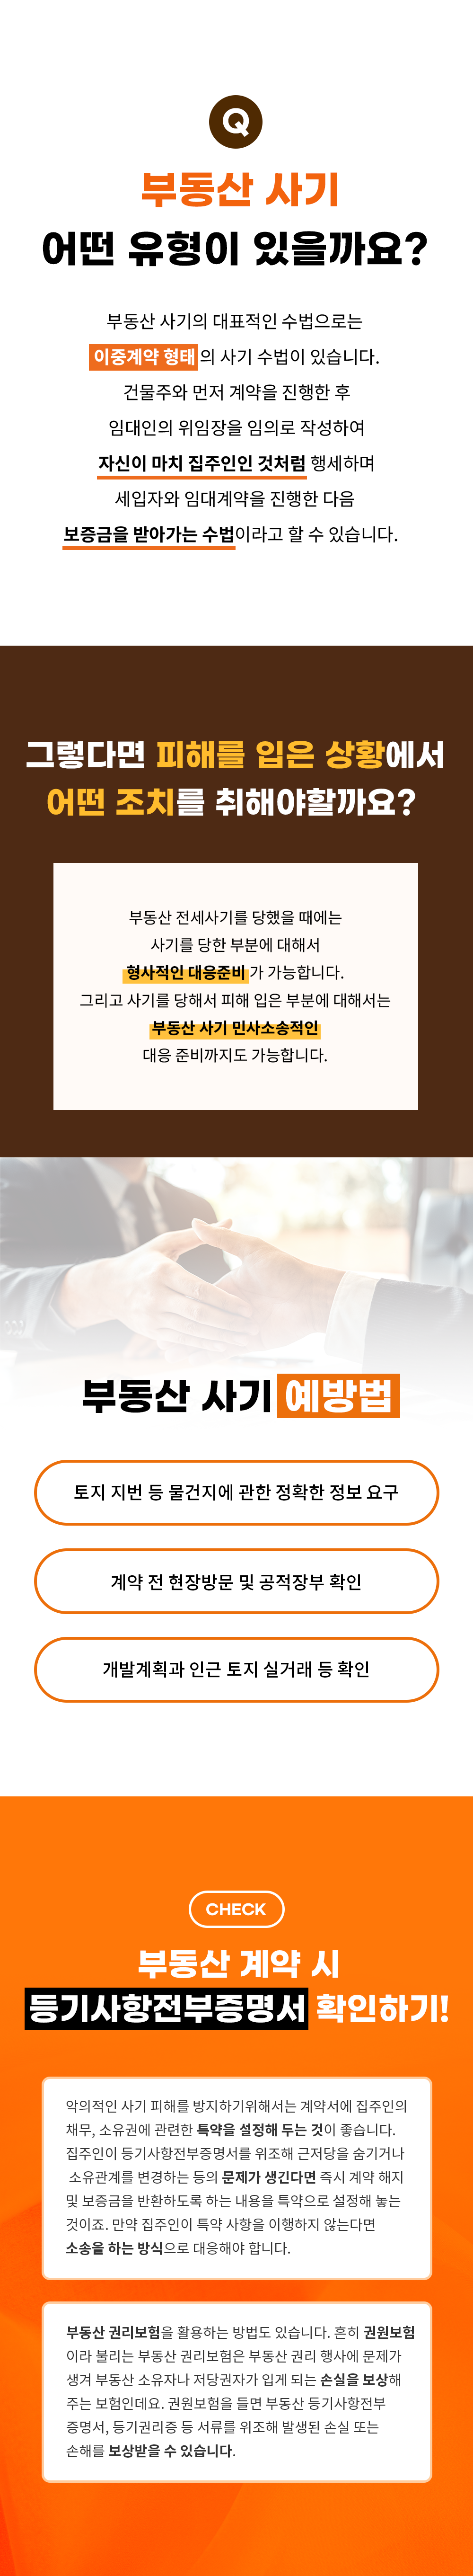 Q
부동산 사기
어떤 유형이 있을까요?
부동산 사기의 대표적인 수법으로는
이중계약 형태의 사기 수법이 있습니다.
건물주와 먼저 계약을 진행한 후
임대인의 위임장을 임의로 작성하여
자신이 마치 집주인인 것처럼 행세하며
세입자와 임대계약을 진행한 다음
보증금을 받아가는 수법이라고 할 수 있습니다.
그렇다면 피해를 입은 상황에서
어떤 조치를 취해야할까요?
부동산 전세사기를 당했을 때에는
사기를 당한 부분에 대해서
형사적인 대응준비가 가능합니다.
그리고 사기를 당해서 피해 입은 부분에 대해서는
부동산 사기 민사소송적인
대응 준비까지도 가능합니다.
부동산 사기 예방법
토지 지번 등 물건지에 관한 정확한 정보 요구
계약 전 현장방문 및 공적장부 확인
개발계획과 인근 토지 실거래 등 확인
CHECK
부동산 계약 시
등기사항전부증명서 확인하기!
악의적인 사기 피해를 방지하기위해서는 계약서에 집주인의
채무, 소유권에 관련한 특약을 설정해 두는 것이 좋습니다.
집주인이 등기사항전부증명서를 위조해 근저당을 숨기거나
소유관계를 변경하는 등의 문제가 생긴다면 즉시 계약 해지
및 보증금을 반환하도록 하는 내용을 특약으로 설정해 놓는
것이죠. 만약 집주인이 특약 사항을 이행하지 않는다면
소송을 하는 방식으로 대응해야 합니다.
부동산 권리보험을 활용하는 방법도 있습니다. 흔히 권원보험
이라 불리는 부동산 권리보험은 부동산 권리 행사에 문제가
생겨 부동산 소유자나 저당권자가 입게 되는 손실을 보상해
주는 보험인데요. 권원보험을 들면 부동산 등기사항전부
증명서, 등기권리증 등 서류를 위조해 발생된 손실 또는
손해를 보상받을 수 있습니다.